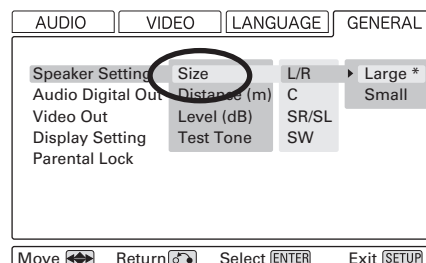 AUDIO VIDEO LANGUAGE GENERAL
Speaker Setting Size L/R Large *
Audio Digital Out Distance (m) C Small
Video Out Level (dB) SR/SL
Display Setting Test Tone SW
Parental Lock
Move Return Select ENTER Exit SETUP